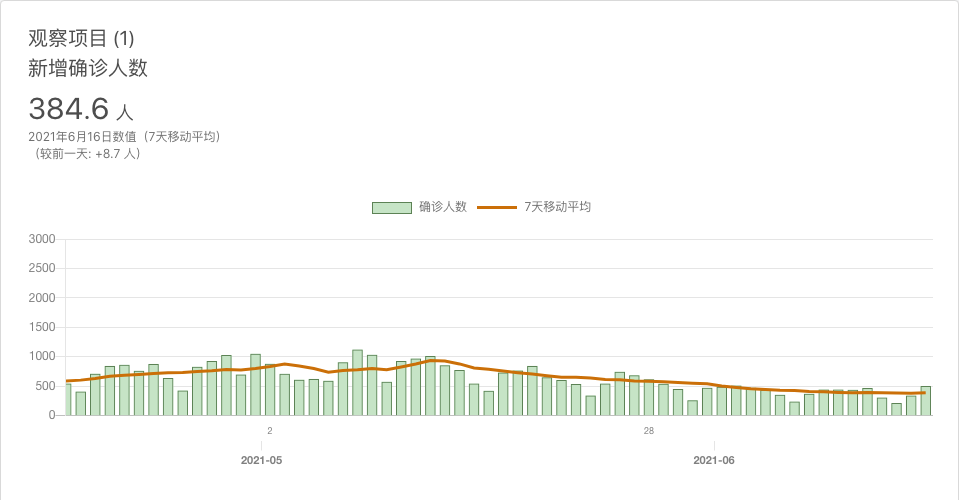 观察项目 (1)
新增确诊人数
384.6 人
2021年6月16日数值（7天移动平均）
（较前一天: +8.7 人）
确诊人数 7天移动平均
3000
2500
2000
1500
1000
500
0
2 28
2021-05 2021-06